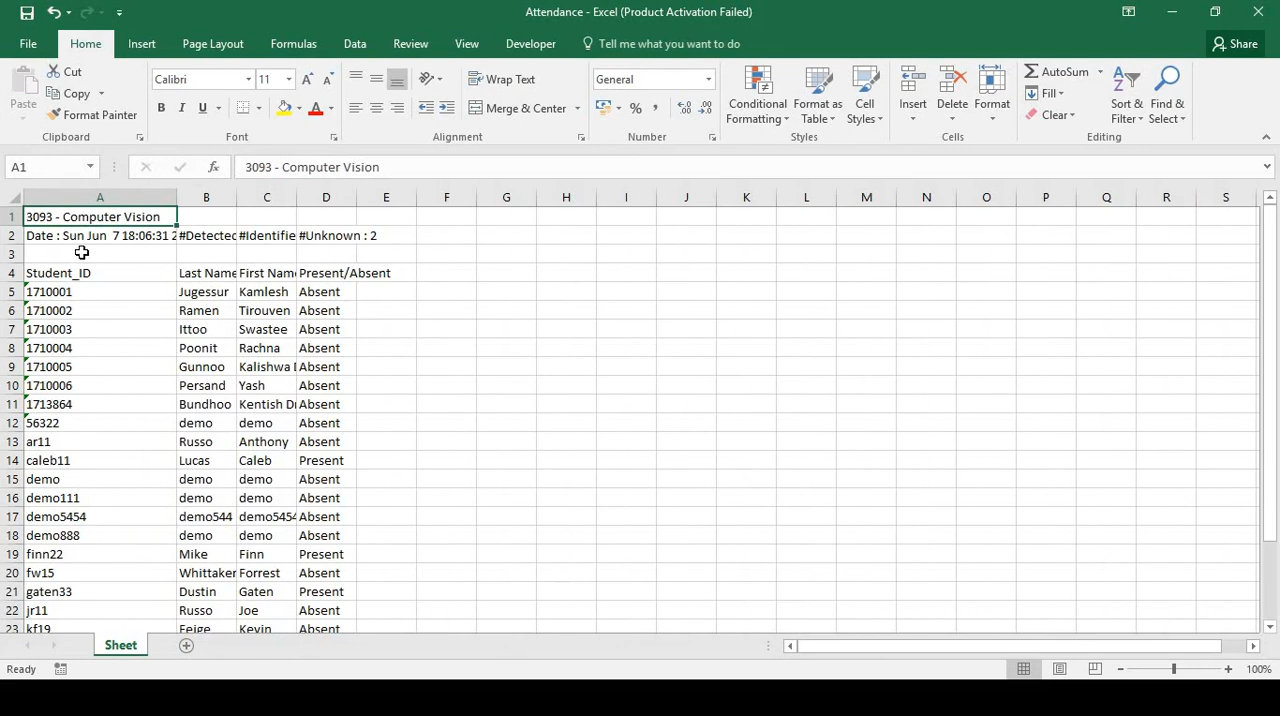 Attendance - Excel (Product Activation Failed)
File Home Insert Page Layout Formulas Data Review View Developer Tell me what you want to do Share
Paste
Cut
Copy
Format Painter
Clipboard
Calibri 11
B I U
A A
Font
Wrap Text
Merge & Center
Alignment
General
%
Number
Conditional Formatting
Format as Table
Cell Styles
Styles
Insert
Delete
Format
Cells
AutoSum
Fill
Clear
Sort & Filter
Find & Select
Editing
A1 fx 3093 - Computer Vision
A B C D E F G H I J K L M N O P Q R S
1 3093 - Computer Vision
2 Date : Sun Jun 7 18:06:31 2 #Detected #Identifie #Unknown : 2
3
4 Student_ID Last Name First Name Present/Absent
5 1710001 Jugessur Kamlesh Absent
6 1710002 Ramen Tirouven Absent
7 1710003 Ittoo Swastee Absent
8 1710004 Poonit Rachna Absent
9 1710005 Gunnoo Kalishwa D Absent
10 1710006 Persand Yash Absent
11 1713864 Bundhoo Kentish Dr Absent
12 56322 demo demo Absent
13 ar11 Russo Anthony Absent
14 caleb11 Lucas Caleb Present
15 demo demo demo Absent
16 demo111 demo demo Absent
17 demo5454 demo544 demo5454 Absent
18 demo888 demo demo Absent
19 finn22 Mike Finn Present
20 fw15 Whittaker Forrest Absent
21 gaten33 Dustin Gaten Present
22 jr11 Russo Joe Absent
23 kf19 Feige Kevin Absent
Sheet
Ready 100%